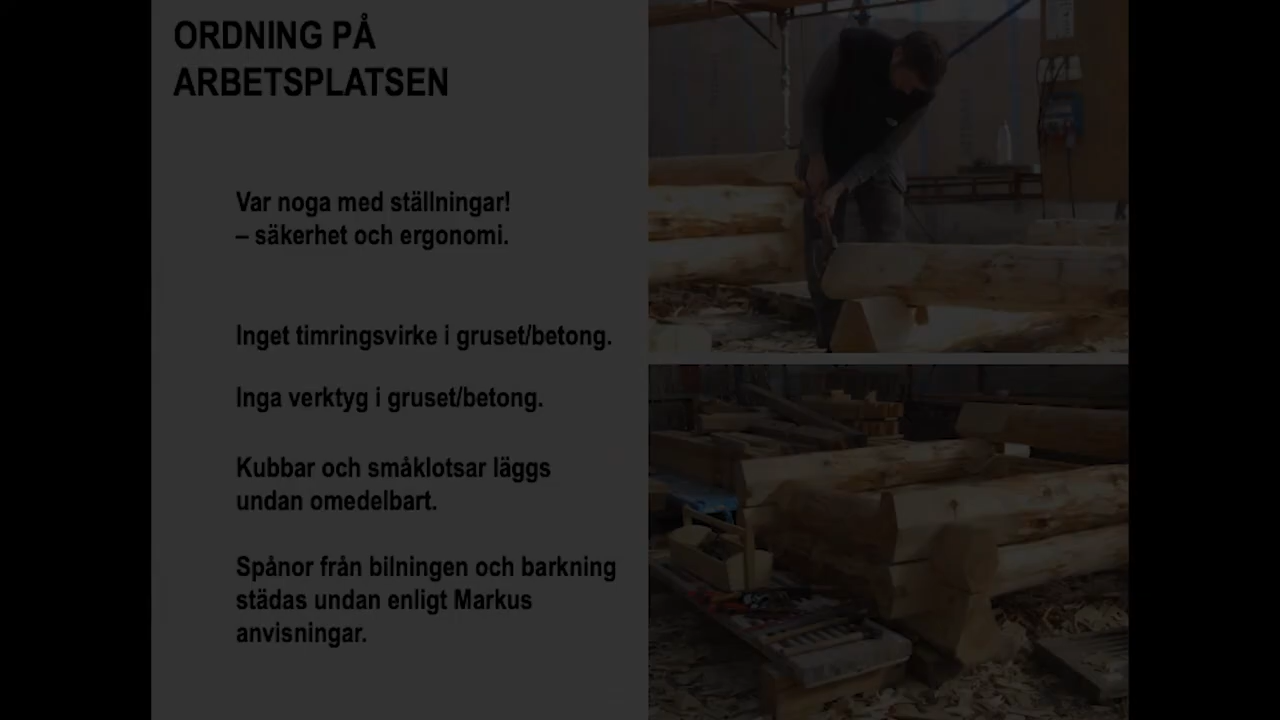 ORDNING PÅ
ARBETSPLATSEN
Var noga med ställningar!
– säkerhet och ergonomi.
Inget timringsvirke i gruset/betong.
Inga verktyg i gruset/betong.
Kubbar och småklotsar läggs
undan omedelbart.
Spånor från bilningen och barkning
städas undan enligt Markus
anvisningar.